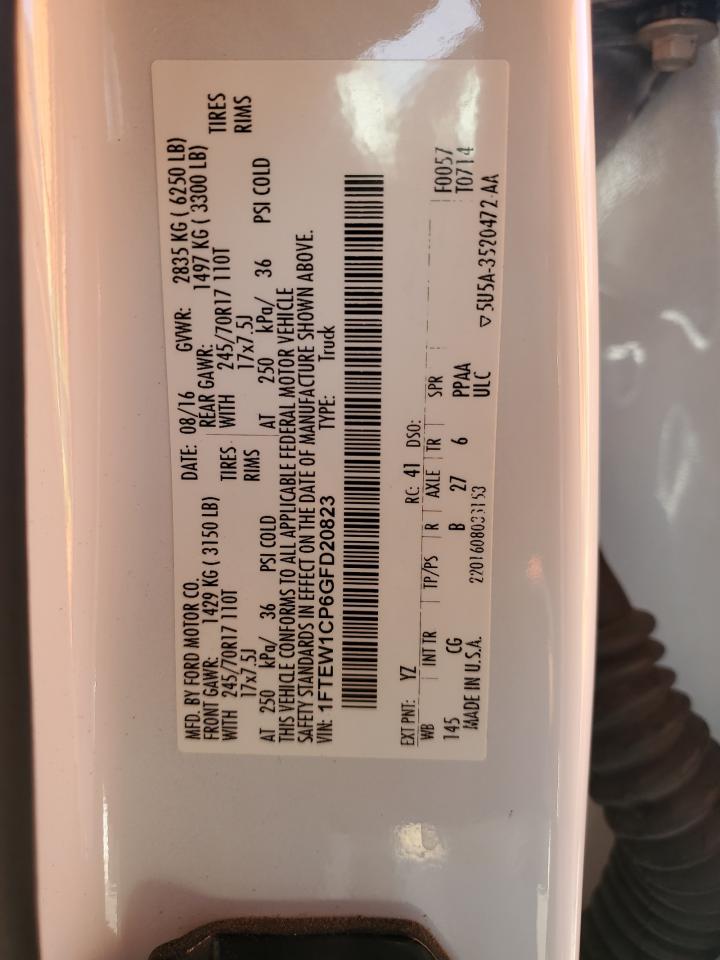 MFD. BY FORD MOTOR CO. DATE: 08/16 GVWR: 2835 KG ( 6250 LB)
FRONT GAWR: 1429 KG ( 3150 LB) REAR GAWR: 1497 KG ( 3300 LB)
WITH 245/70R17 110T TIRES WITH 245/70R17 110T TIRES
17x7.5J RIMS 17x7.5J RIMS
AT 250 kPa/ 36 PSI COLD AT 250 kPa/ 36 PSI COLD
THIS VEHICLE CONFORMS TO ALL APPLICABLE FEDERAL MOTOR VEHICLE
SAFETY STANDARDS IN EFFECT ON THE DATE OF MANUFACTURE SHOWN ABOVE.
VIN: 1FTEW1CP6GFD20823 TYPE: Truck
EXT PNT: YZ RC: 41 DSO:
WB INT TR TP/PS R AXLE TR SPR F0057
145 CG B 27 6 PPAA T0714
MADE IN U.S.A. ULC ▽ 5U5A-3520472-AA